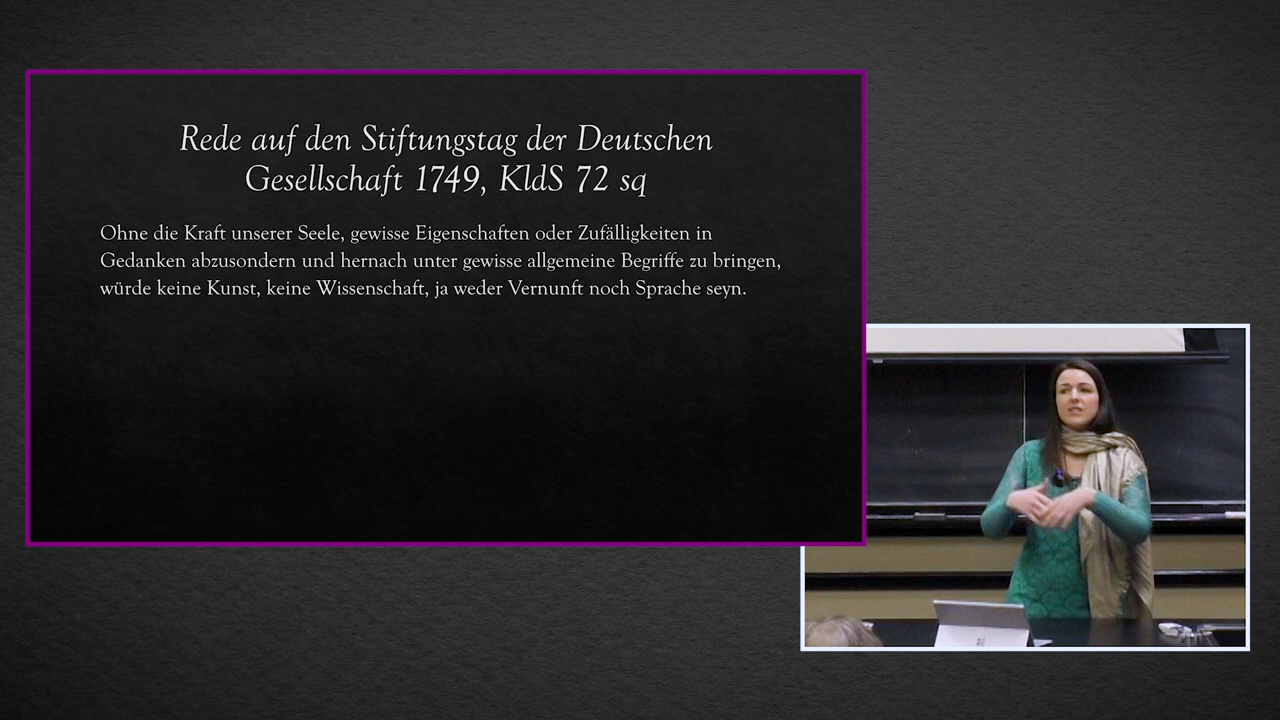 Rede auf den Stiftungstag der Deutschen
Gesellschaft 1749, KldS 72 sq
Ohne die Kraft unserer Seele, gewisse Eigenschaften oder Zufälligkeiten in
Gedanken abzusondern und hernach unter gewisse allgemeine Begriffe zu bringen,
würde keine Kunst, keine Wissenschaft, ja weder Vernunft noch Sprache seyn.